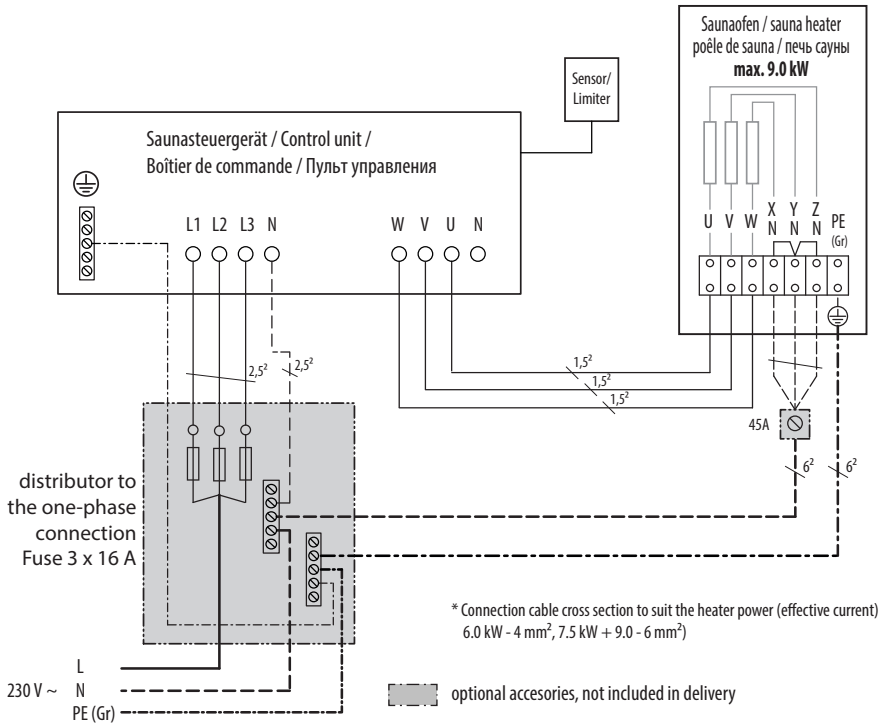 Saunaofen / sauna heater
poêle de sauna / печь сауны
max. 9.0 kW
Sensor/
Limiter
Saunasteuergerät / Control unit /
Boîtier de commande / Пульт управления
L1 L2 L3 N
W V U N
U V W X Y Z PE
N N N (Gr)
2,5²
2,5²
1,5²
1,5²
1,5²
45A
6²
6²
distributor to
the one-phase
connection
Fuse 3 x 16 A
* Connection cable cross section to suit the heater power (effective current)
6.0 kW - 4 mm², 7.5 kW + 9.0 - 6 mm²)
L
230 V ~ N
PE (Gr)
optional accesories, not included in delivery